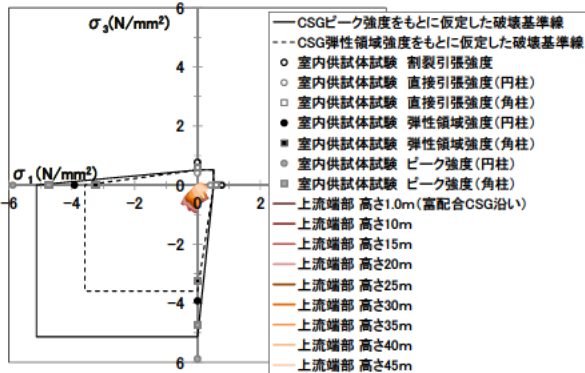 σ3(N/mm²)
6
4
2
0
-2
-4
-6
σ1(N/mm²)
-6
-4
-2
0
2
CSGピーク強度をもとに仮定した破壊基準線
CSG弾性領域強度をもとに仮定した破壊基準線
室内供試体試験 割裂引張強度
室内供試体試験 直接引張強度(円柱)
室内供試体試験 直接引張強度(角柱)
室内供試体試験 弾性領域強度(円柱)
室内供試体試験 弾性領域強度(角柱)
室内供試体試験 ピーク強度(円柱)
室内供試体試験 ピーク強度(角柱)
上流端部 高さ1.0m(富配合CSG沿い)
上流端部 高さ10m
上流端部 高さ15m
上流端部 高さ20m
上流端部 高さ25m
上流端部 高さ30m
上流端部 高さ35m
上流端部 高さ40m
上流端部 高さ45m